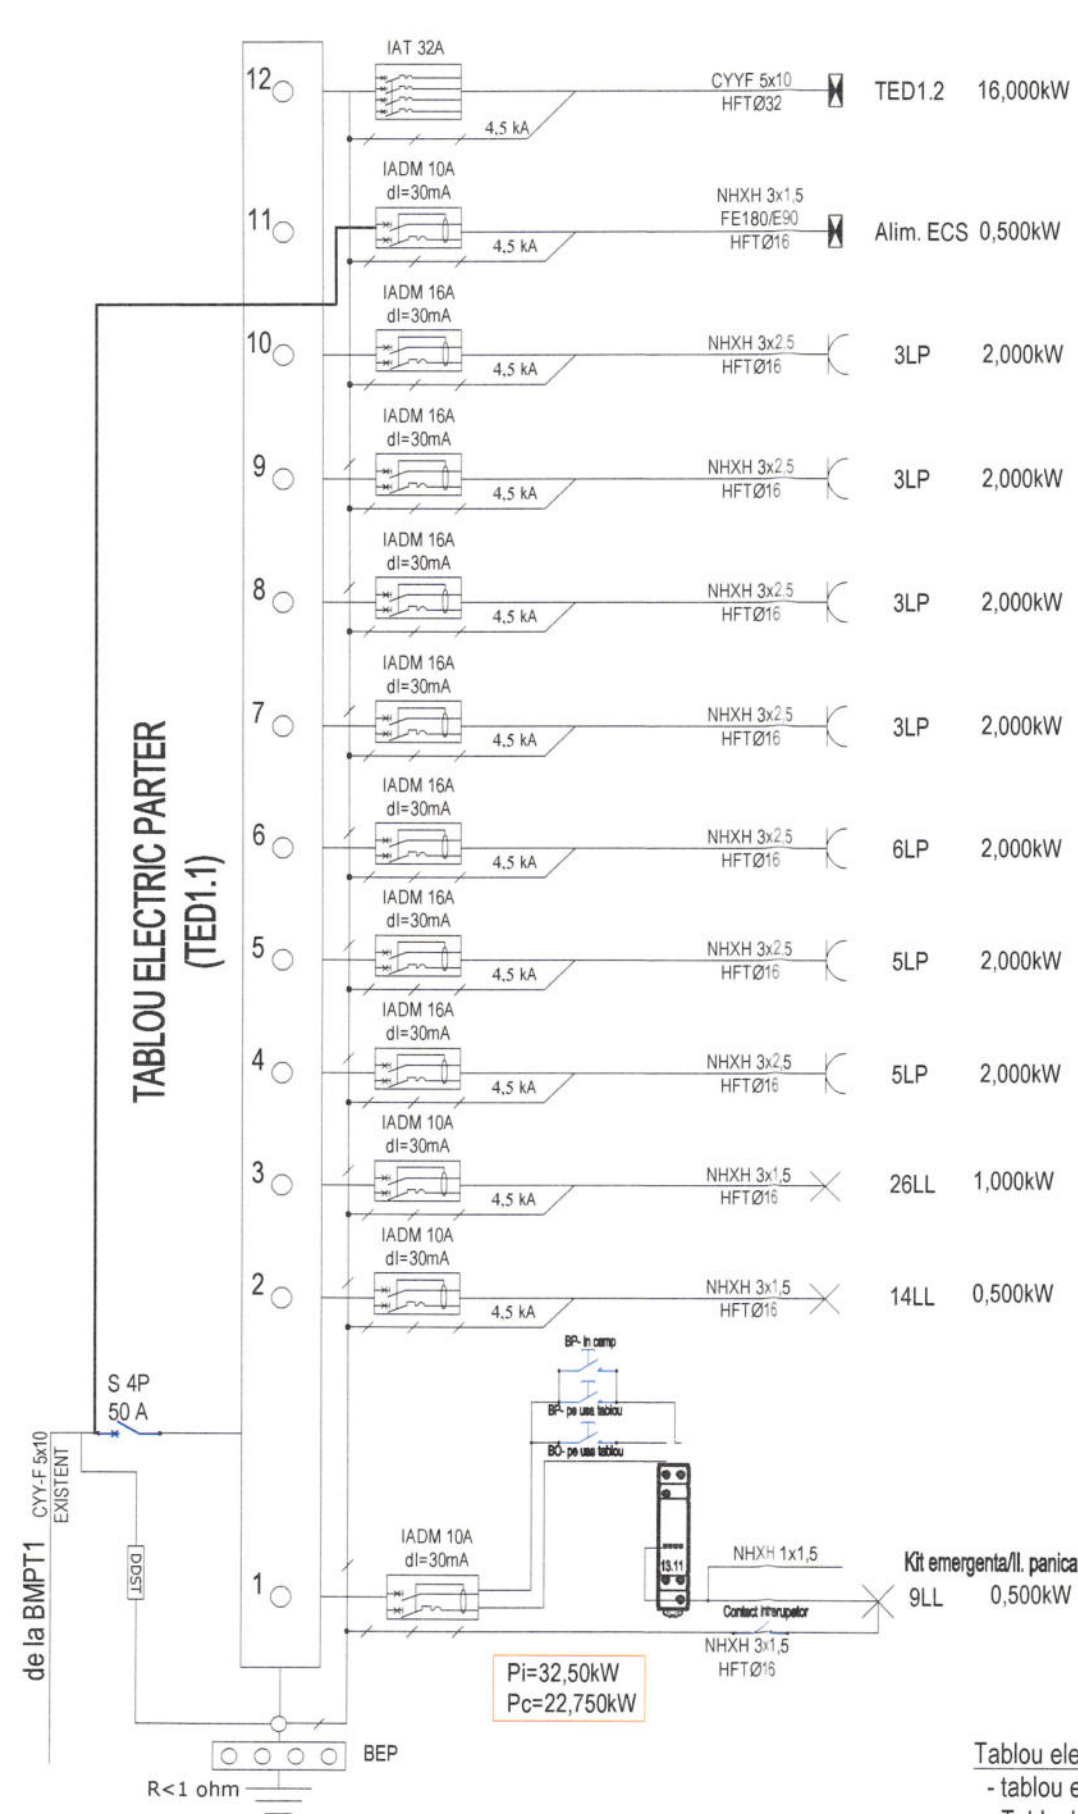 IAT 32A
12
CYYF 5x10
HFTØ32
TED1.2 16,000kW
4.5 kA
IADM 10A
dI=30mA
11
NHXH 3x1,5
FE180/E90
HFTØ16
Alim. ECS 0,500kW
4.5 kA
IADM 16A
dI=30mA
10
NHXH 3x2.5
HFTØ16
3LP 2,000kW
4.5 kA
IADM 16A
dI=30mA
9
NHXH 3x2.5
HFTØ16
3LP 2,000kW
4.5 kA
IADM 16A
dI=30mA
8
NHXH 3x2.5
HFTØ16
3LP 2,000kW
4.5 kA
IADM 16A
dI=30mA
7
NHXH 3x2.5
HFTØ16
3LP 2,000kW
4.5 kA
IADM 16A
dI=30mA
6
NHXH 3x2.5
HFTØ16
6LP 2,000kW
4.5 kA
IADM 16A
dI=30mA
5
NHXH 3x2.5
HFTØ16
5LP 2,000kW
4.5 kA
IADM 16A
dI=30mA
4
NHXH 3x2,5
HFTØ16
5LP 2,000kW
4.5 kA
IADM 10A
dI=30mA
3
NHXH 3x1,5
HFTØ16
26LL 1,000kW
4.5 kA
IADM 10A
dI=30mA
2
NHXH 3x1,5
HFTØ16
14LL 0,500kW
4.5 kA
TABLOU ELECTRIC PARTER
(TED1.1)
BP- in camp
BP- pe usa tablou
BO- pe usa tablou
S 4P
50 A
CYY-F 5x10
EXISTENT
de la BMPT1
DDST
IADM 10A
dI=30mA
1
13.11
NHXH 1x1,5
Kit emergenta/Il. panica
9LL 0,500kW
Contact intrerupator
NHXH 3x1,5
HFTØ16
Pi=32,50kW
Pc=22,750kW
BEP
R<1 ohm
Tablou ele
- tablou e